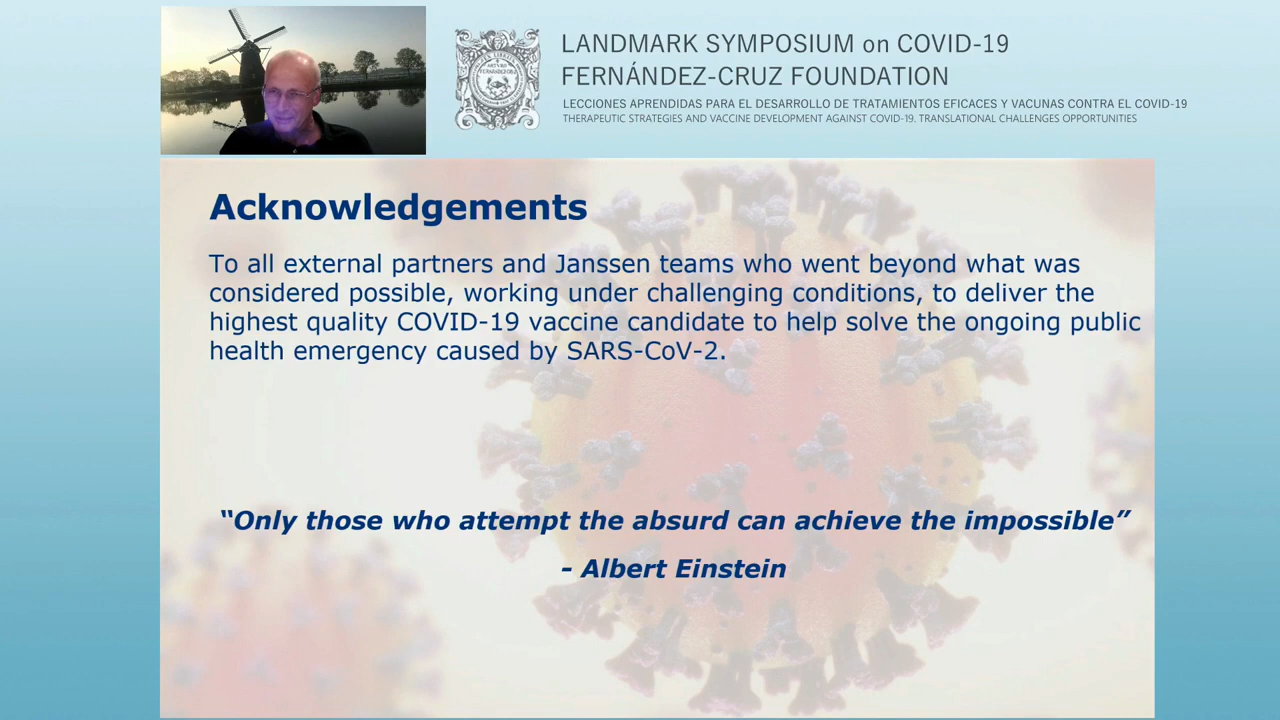 LANDMARK SYMPOSIUM on COVID-19
FERNÁNDEZ-CRUZ FOUNDATION
LECCIONES APRENDIDAS PARA EL DESARROLLO DE TRATAMIENTOS EFICACES Y VACUNAS CONTRA EL COVID-19
THERAPEUTIC STRATEGIES AND VACCINE DEVELOPMENT AGAINST COVID-19. TRANSLATIONAL CHALLENGES OPPORTUNITIES
Acknowledgements
To all external partners and Janssen teams who went beyond what was
considered possible, working under challenging conditions, to deliver the
highest quality COVID-19 vaccine candidate to help solve the ongoing public
health emergency caused by SARS-CoV-2.
“Only those who attempt the absurd can achieve the impossible”
- Albert Einstein